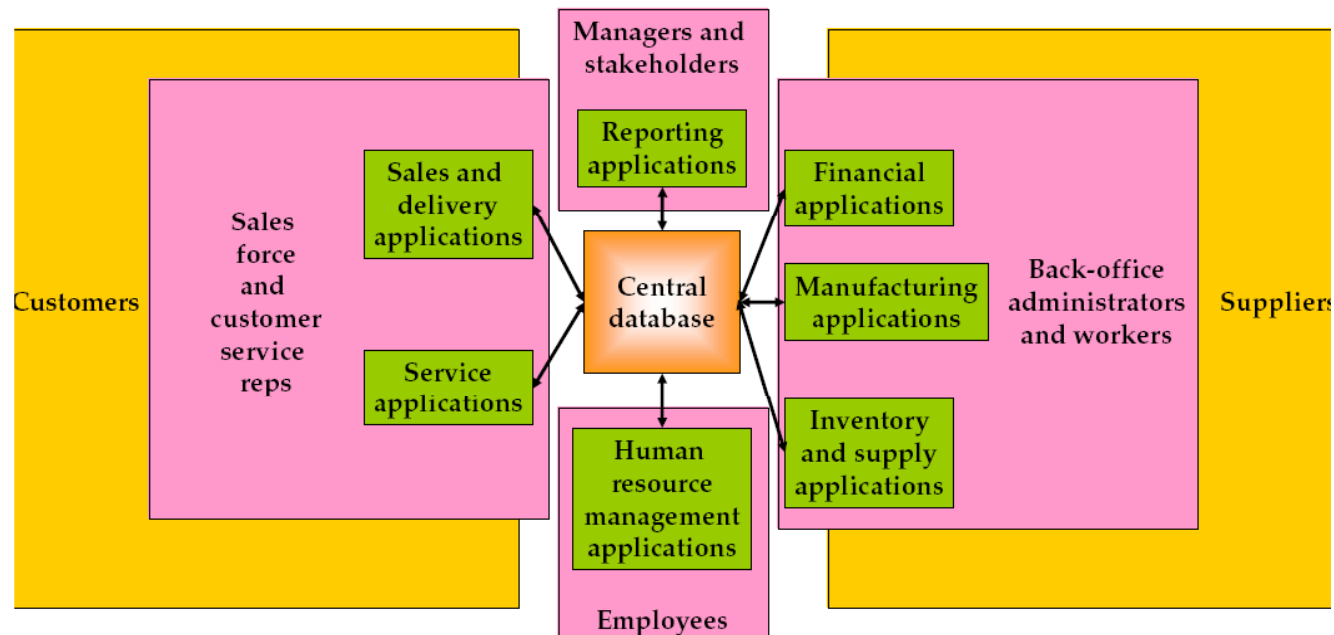 Managers and
stakeholders
Reporting
applications
Customers
Sales
force
and
customer
service
reps
Sales and
delivery
applications
Service
applications
Central
database
Financial
applications
Manufacturing
applications
Inventory
and supply
applications
Back-office
administrators
and workers
Suppliers
Human
resource
management
applications
Employees